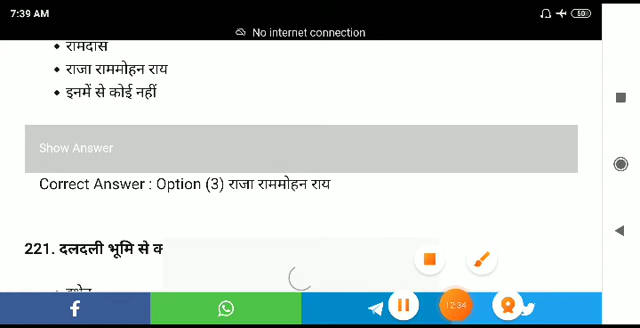 7:39 AM
50
No internet connection
• रामदास
• राजा राममोहन राय
• इनमें से कोई नहीं
Show Answer
Correct Answer : Option (3) राजा राममोहन राय
221. दलदली भूमि से
12:34